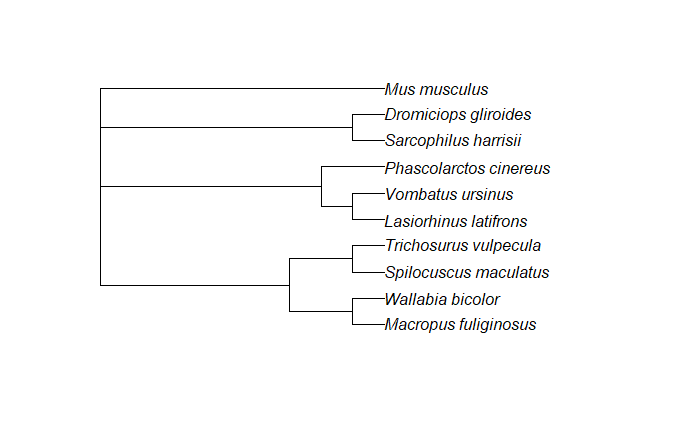 Mus musculus
Dromiciops gliroides
Sarcophilus harrisii
Phascolarctos cinereus
Vombatus ursinus
Lasiorhinus latifrons
Trichosurus vulpecula
Spilocuscus maculatus
Wallabia bicolor
Macropus fuliginosus